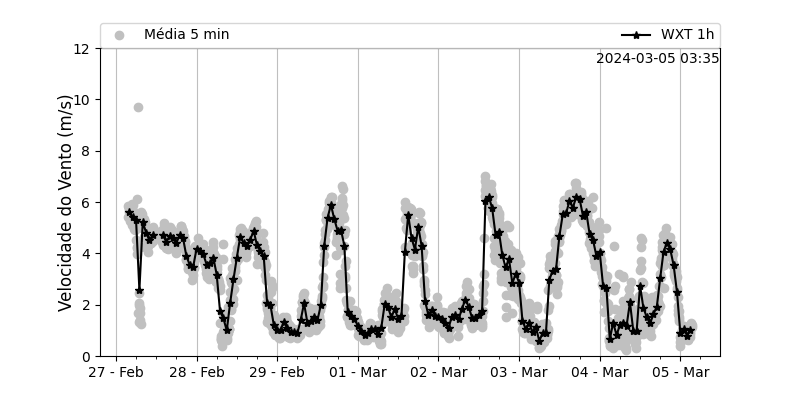 Média 5 min
WXT 1h
2024-03-05 03:35
Velocidade do Vento (m/s)
12
10
8
6
4
2
0
27 - Feb 28 - Feb 29 - Feb 01 - Mar 02 - Mar 03 - Mar 04 - Mar 05 - Mar